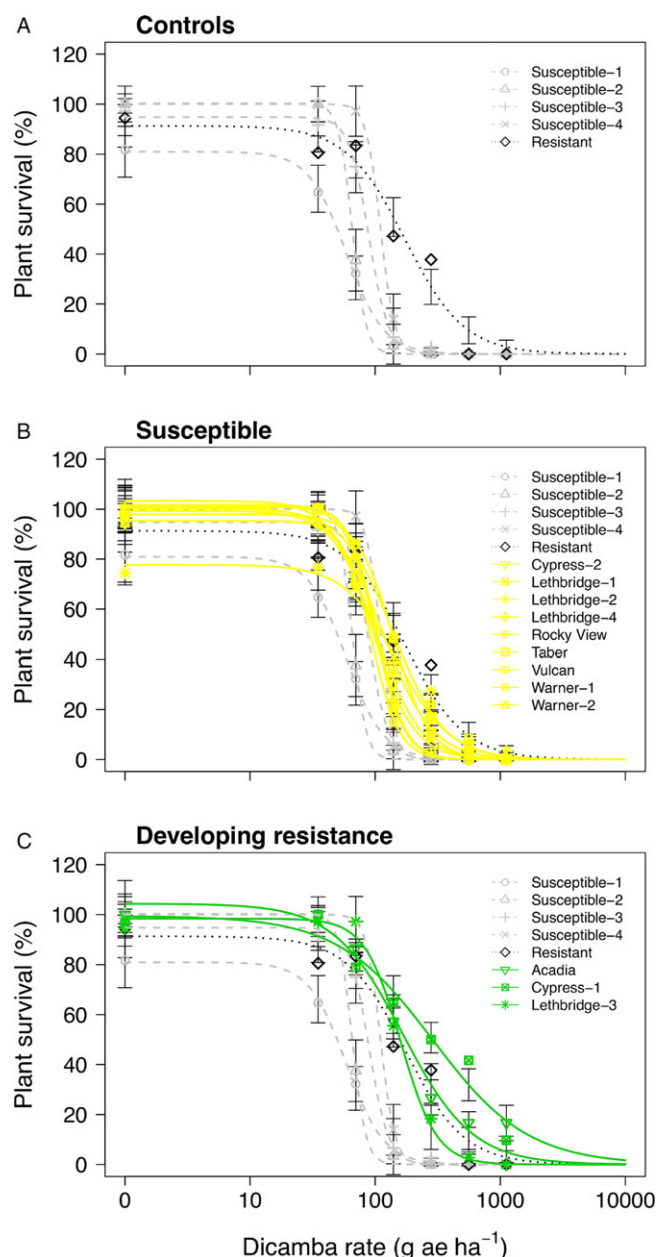 A
Controls
120
100
80
60
40
20
0
Plant survival (%)
Susceptible−1
Susceptible−2
Susceptible−3
Susceptible−4
Resistant
B
Susceptible
120
100
80
60
40
20
0
Plant survival (%)
Susceptible−1
Susceptible−2
Susceptible−3
Susceptible−4
Resistant
Cypress−2
Lethbridge−1
Lethbridge−2
Lethbridge−4
Rocky View
Taber
Vulcan
Warner−1
Warner−2
C
Developing resistance
120
100
80
60
40
20
0
Plant survival (%)
Susceptible−1
Susceptible−2
Susceptible−3
Susceptible−4
Resistant
Acadia
Cypress−1
Lethbridge−3
0 10 100 1000 10000
Dicamba rate (g ae ha⁻¹)